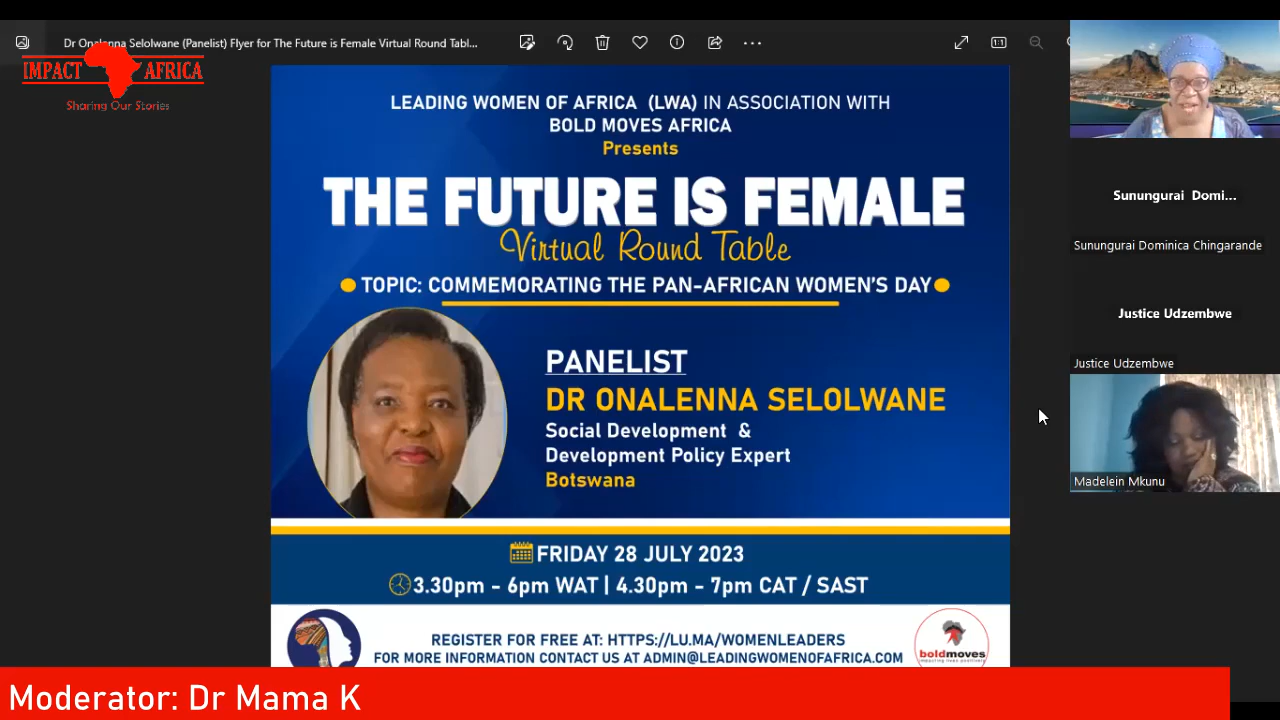 Dr Onalenna Selolwane (Panelist) Flyer for The Future is Female Virtual Round Tabl...
IMPACT AFRICA
Sharing Our Stories
1:1
LEADING WOMEN OF AFRICA (LWA) IN ASSOCIATION WITH
BOLD MOVES AFRICA
Presents
THE FUTURE IS FEMALE
Virtual Round Table
TOPIC: COMMEMORATING THE PAN-AFRICAN WOMEN'S DAY
PANELIST
DR ONALENNA SELOLWANE
Social Development &
Development Policy Expert
Botswana
FRIDAY 28 JULY 2023
3.30pm - 6pm WAT | 4.30pm - 7pm CAT / SAST
REGISTER FOR FREE AT: HTTPS://LU.MA/WOMENLEADERS
FOR MORE INFORMATION CONTACT US AT ADMIN@LEADINGWOMENOFAFRICA.COM
boldmoves
Sunungurai Domi...
Sunungurai Dominica Chingarande
Justice Udzembwe
Justice Udzembwe
Madelein Mkunu
Moderator: Dr Mama K